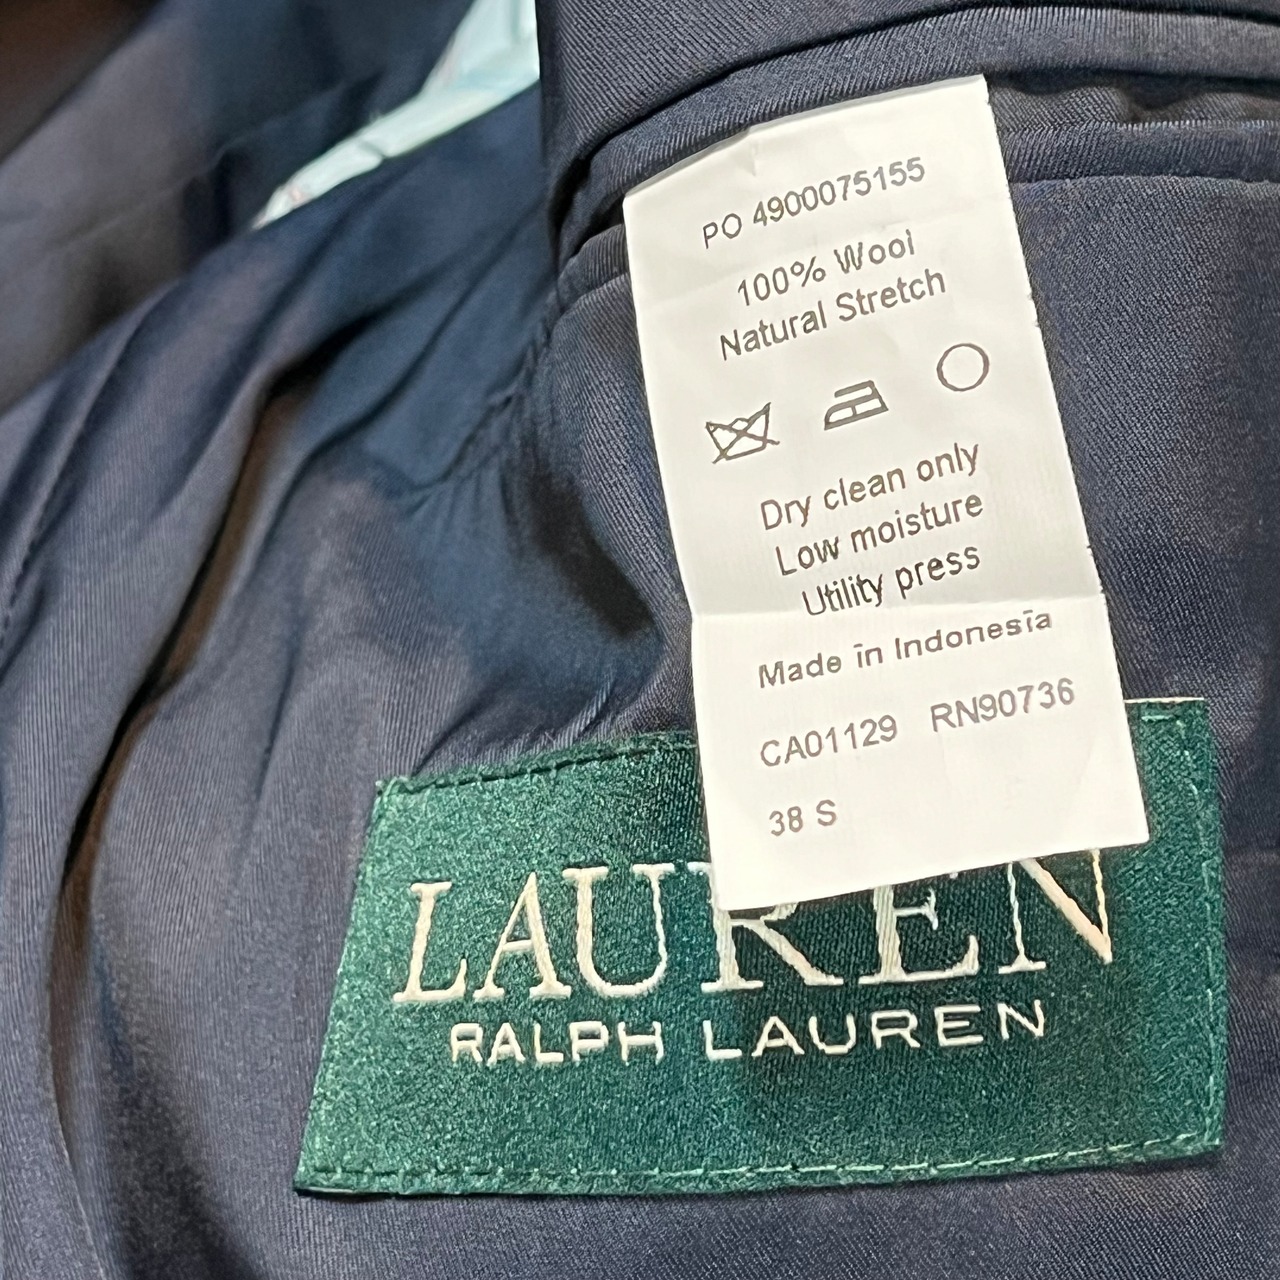 PO 4900075155
100% Wool
Natural Stretch
Dry clean only
Low moisture
Utility press
Made in Indonesia
CA01129 RN90736
38 S
LAUREN
RALPH LAUREN